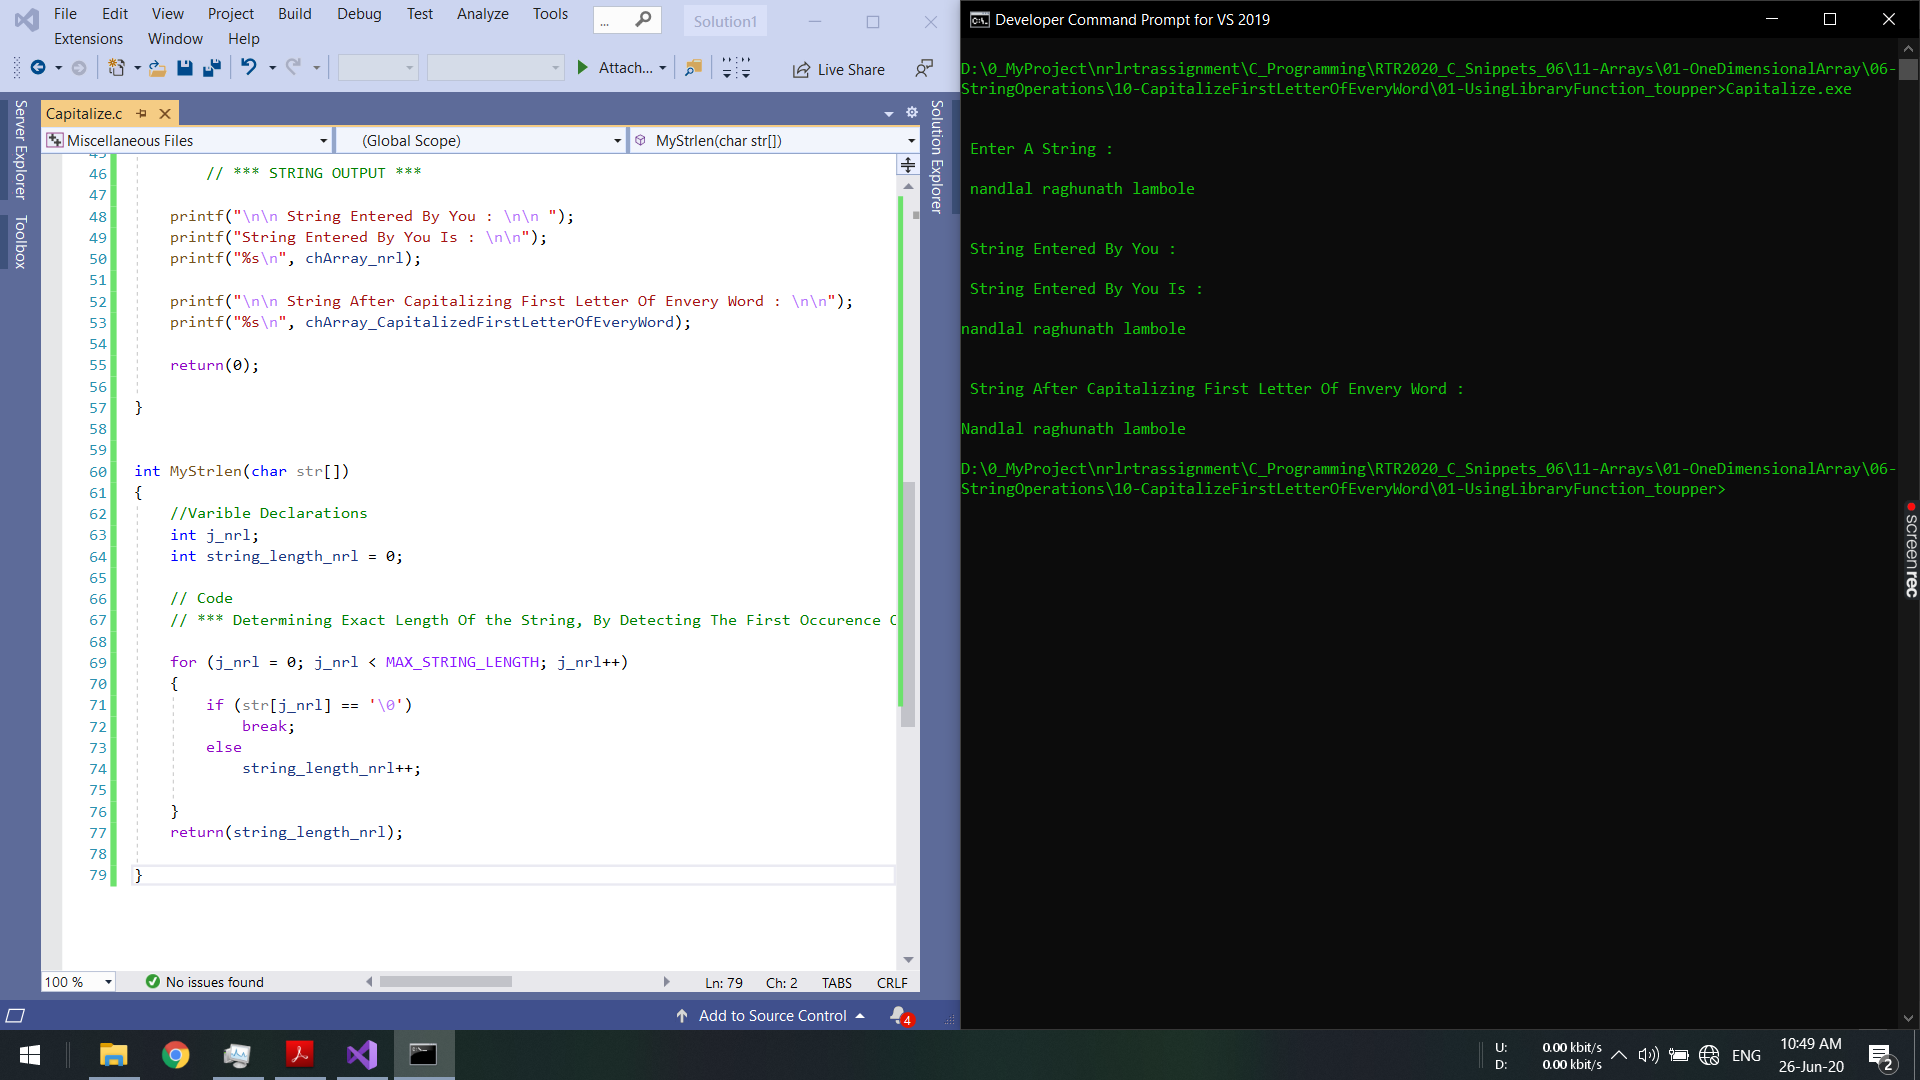 File Edit View Project Build Debug Test Analyze Tools ... Solution1
Extensions Window Help
Attach... Live Share
Server Explorer
Toolbox
Capitalize.c
Miscellaneous Files (Global Scope) MyStrlen(char str[])
Solution Explorer
46 // *** STRING OUTPUT ***
47
48 printf("\n\n String Entered By You : \n\n ");
49 printf("String Entered By You Is : \n\n");
50 printf("%s\n", chArray_nrl);
51
52 printf("\n\n String After Capitalizing First Letter Of Envery Word : \n\n");
53 printf("%s\n", chArray_CapitalizedFirstLetterOfEveryWord);
54
55 return(0);
56
57 }
58
59
60 int MyStrlen(char str[])
61 {
62 //Varible Declarations
63 int j_nrl;
64 int string_length_nrl = 0;
65
66 // Code
67 // *** Determining Exact Length Of the String, By Detecting The First Occurence
68
69 for (j_nrl = 0; j_nrl < MAX_STRING_LENGTH; j_nrl++)
70 {
71 if (str[j_nrl] == '\0')
72 break;
73 else
74 string_length_nrl++;
75
76 }
77 return(string_length_nrl);
78
79 }
100 % No issues found Ln: 79 Ch: 2 TABS CRLF
Add to Source Control 4
Developer Command Prompt for VS 2019
D:\0_MyProject\nrlrtrassignment\C_Programming\RTR2020_C_Snippets_06\11-Arrays\01-OneDimensionalArray\06-
StringOperations\10-CapitalizeFirstLetterOfEveryWord\01-UsingLibraryFunction_toupper>Capitalize.exe
Enter A String :
nandlal raghunath lambole
String Entered By You :
String Entered By You Is :
nandlal raghunath lambole
String After Capitalizing First Letter Of Envery Word :
Nandlal raghunath lambole
D:\0_MyProject\nrlrtrassignment\C_Programming\RTR2020_C_Snippets_06\11-Arrays\01-OneDimensionalArray\06-
StringOperations\10-CapitalizeFirstLetterOfEveryWord\01-UsingLibraryFunction_toupper>
screenrec
U: 0.00 kbit/s
D: 0.00 kbit/s
ENG
10:49 AM
26-Jun-20
2